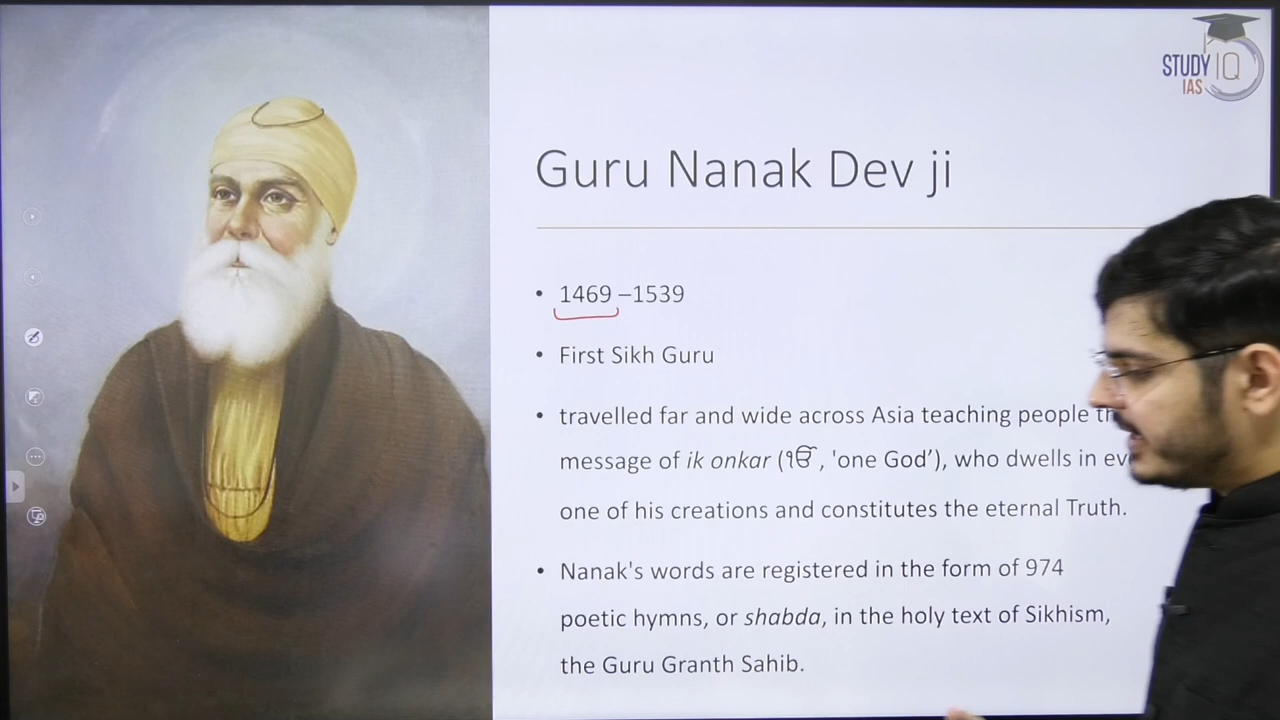 STUDY IQ
IAS
Guru Nanak Dev ji
• 1469 –1539
• First Sikh Guru
• travelled far and wide across Asia teaching people
message of ik onkar (ੴ, 'one God’), who dwells in
one of his creations and constitutes the eternal Truth.
• Nanak's words are registered in the form of 974
poetic hymns, or shabda, in the holy text of Sikhism,
the Guru Granth Sahib.